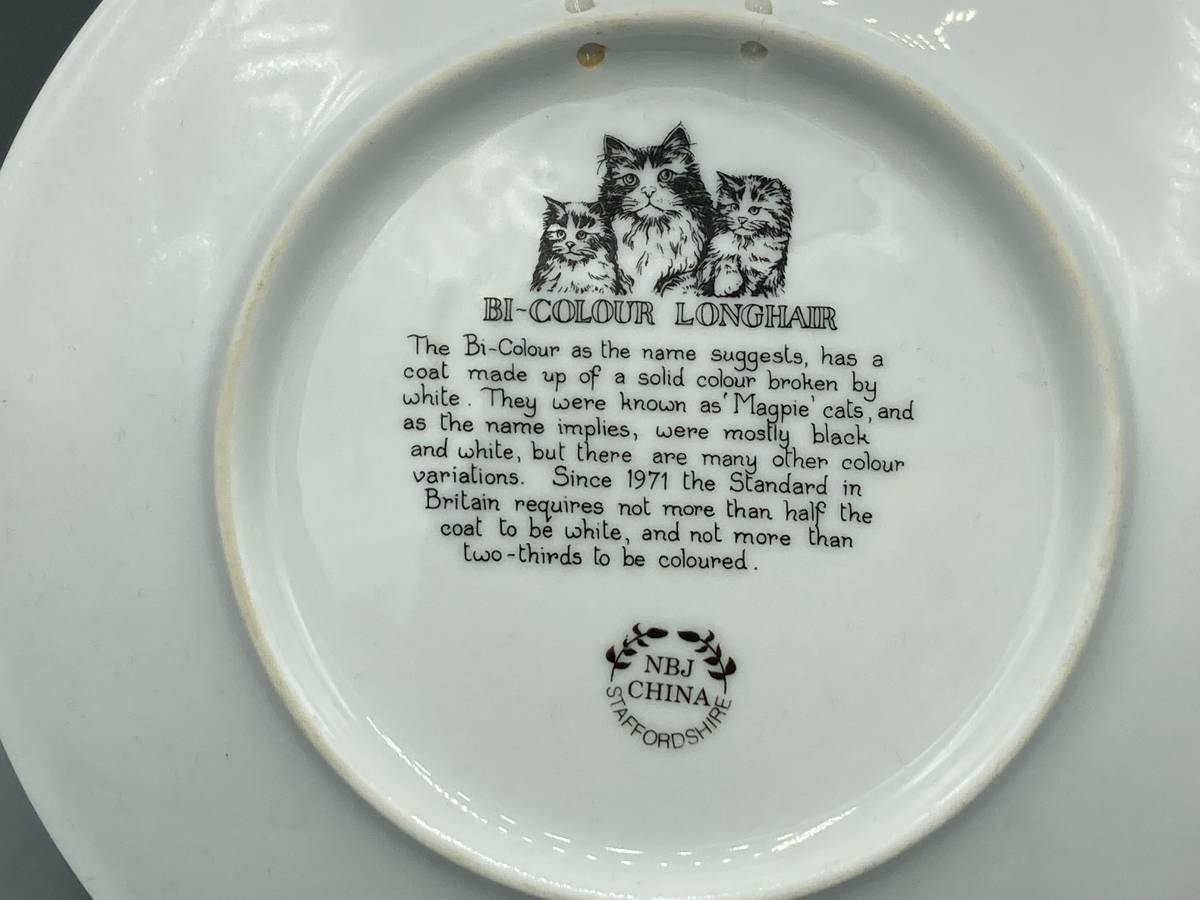 BI-COLOUR LONGHAIR
The Bi-Colour as the name suggests, has a
coat made up of a solid colour broken by
white. They were known as 'Magpie' cats, and
as the name implies, were mostly black
and white, but there are many other colour
variations. Since 1971 the Standard in
Britain requires not more than half the
coat to be white, and not more than
two-thirds to be coloured.
NBJ
CHINA
STAFFORDSHIRE